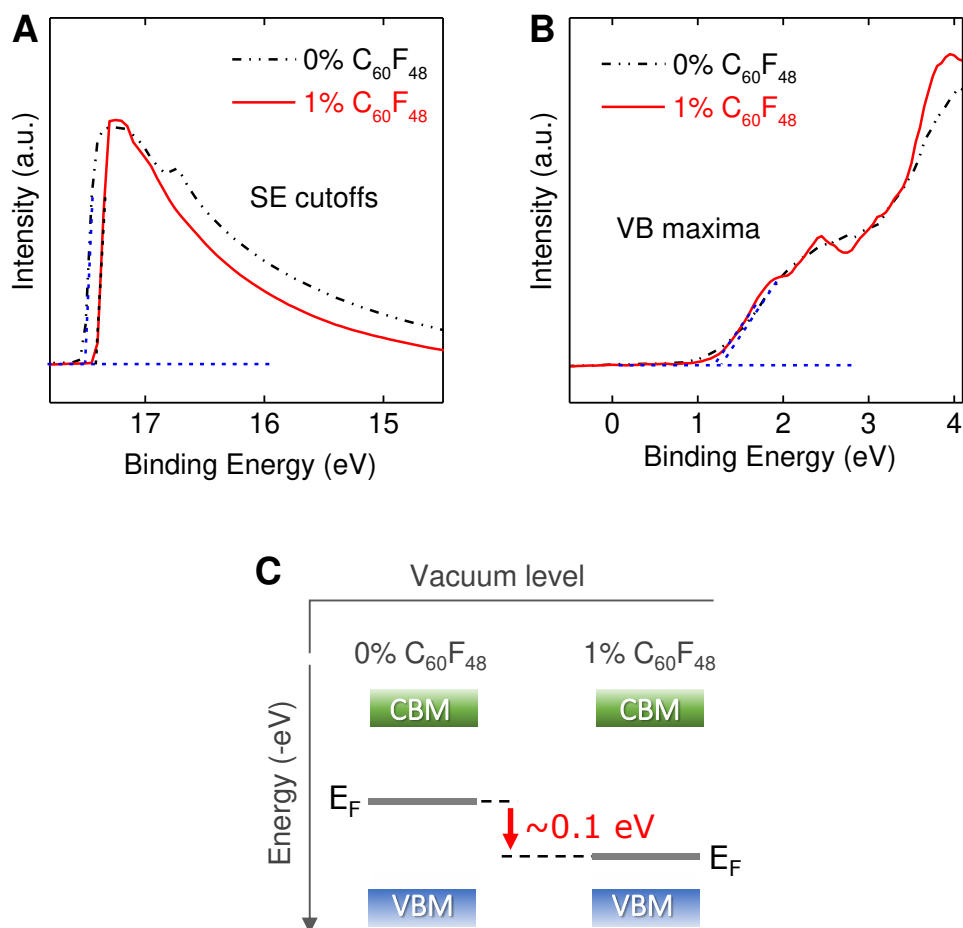 A
0% C₆₀F₄₈
1% C₆₀F₄₈
SE cutoffs
Intensity (a.u.)
17 16 15
Binding Energy (eV)
B
0% C₆₀F₄₈
1% C₆₀F₄₈
VB maxima
Intensity (a.u.)
0 1 2 3 4
Binding Energy (eV)
C
Vacuum level
0% C₆₀F₄₈ 1% C₆₀F₄₈
CBM CBM
Energy (-eV)
E_F
~0.1 eV
E_F
VBM VBM